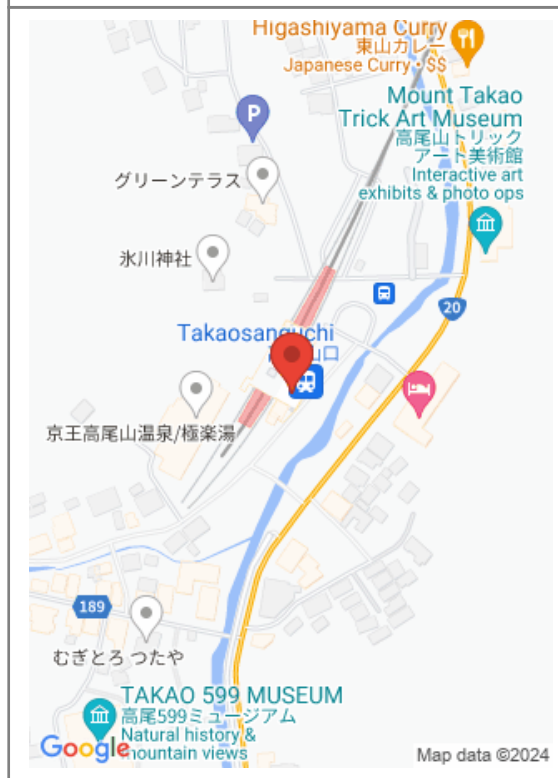 Higashiyama Curry
東山カレー
Japanese Curry・$$
Mount Takao
Trick Art Museum
高尾山トリック
アート美術館
Interactive art
exhibits & photo ops
P
グリーンテラス
氷川神社
20
Takaosanguchi
山口
京王高尾山温泉/極楽湯
189
むぎとろ つたや
TAKAO 599 MUSEUM
高尾599ミュージアム
Natural history &
mountain views
Google
Map data ©2024